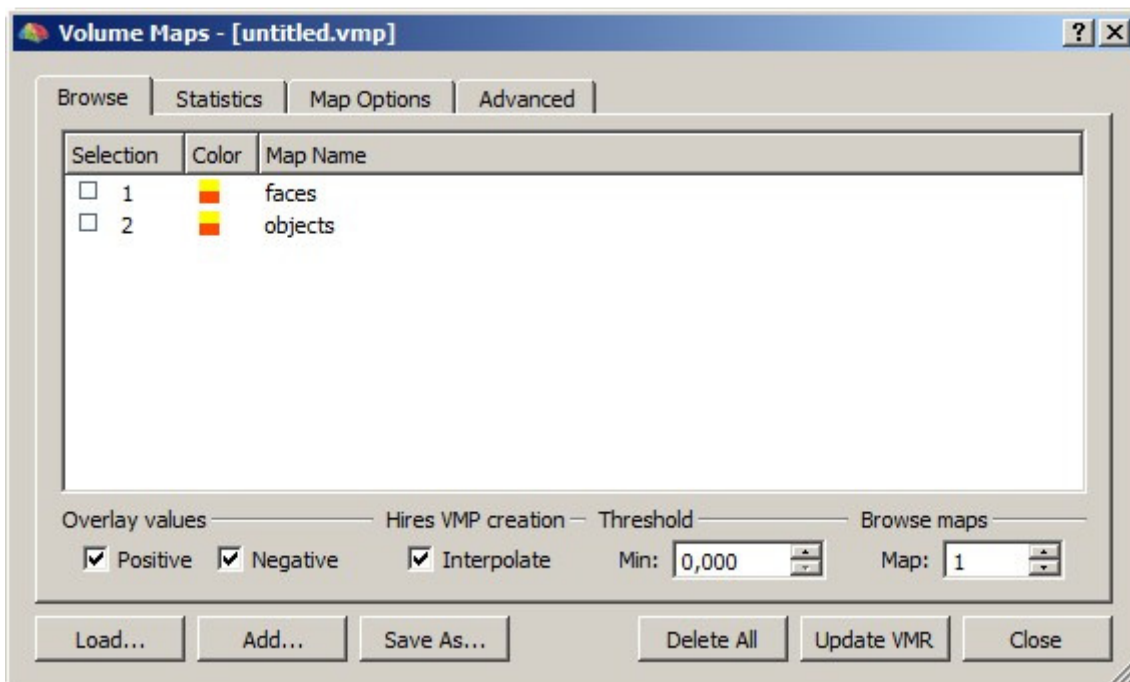 Volume Maps - [untitled.vmp]
Browse Statistics Map Options Advanced
Selection Color Map Name
1 faces
2 objects
Overlay values Hires VMP creation Threshold Browse maps
Positive Negative Interpolate Min: 0,000 Map: 1
Load... Add... Save As... Delete All Update VMR Close